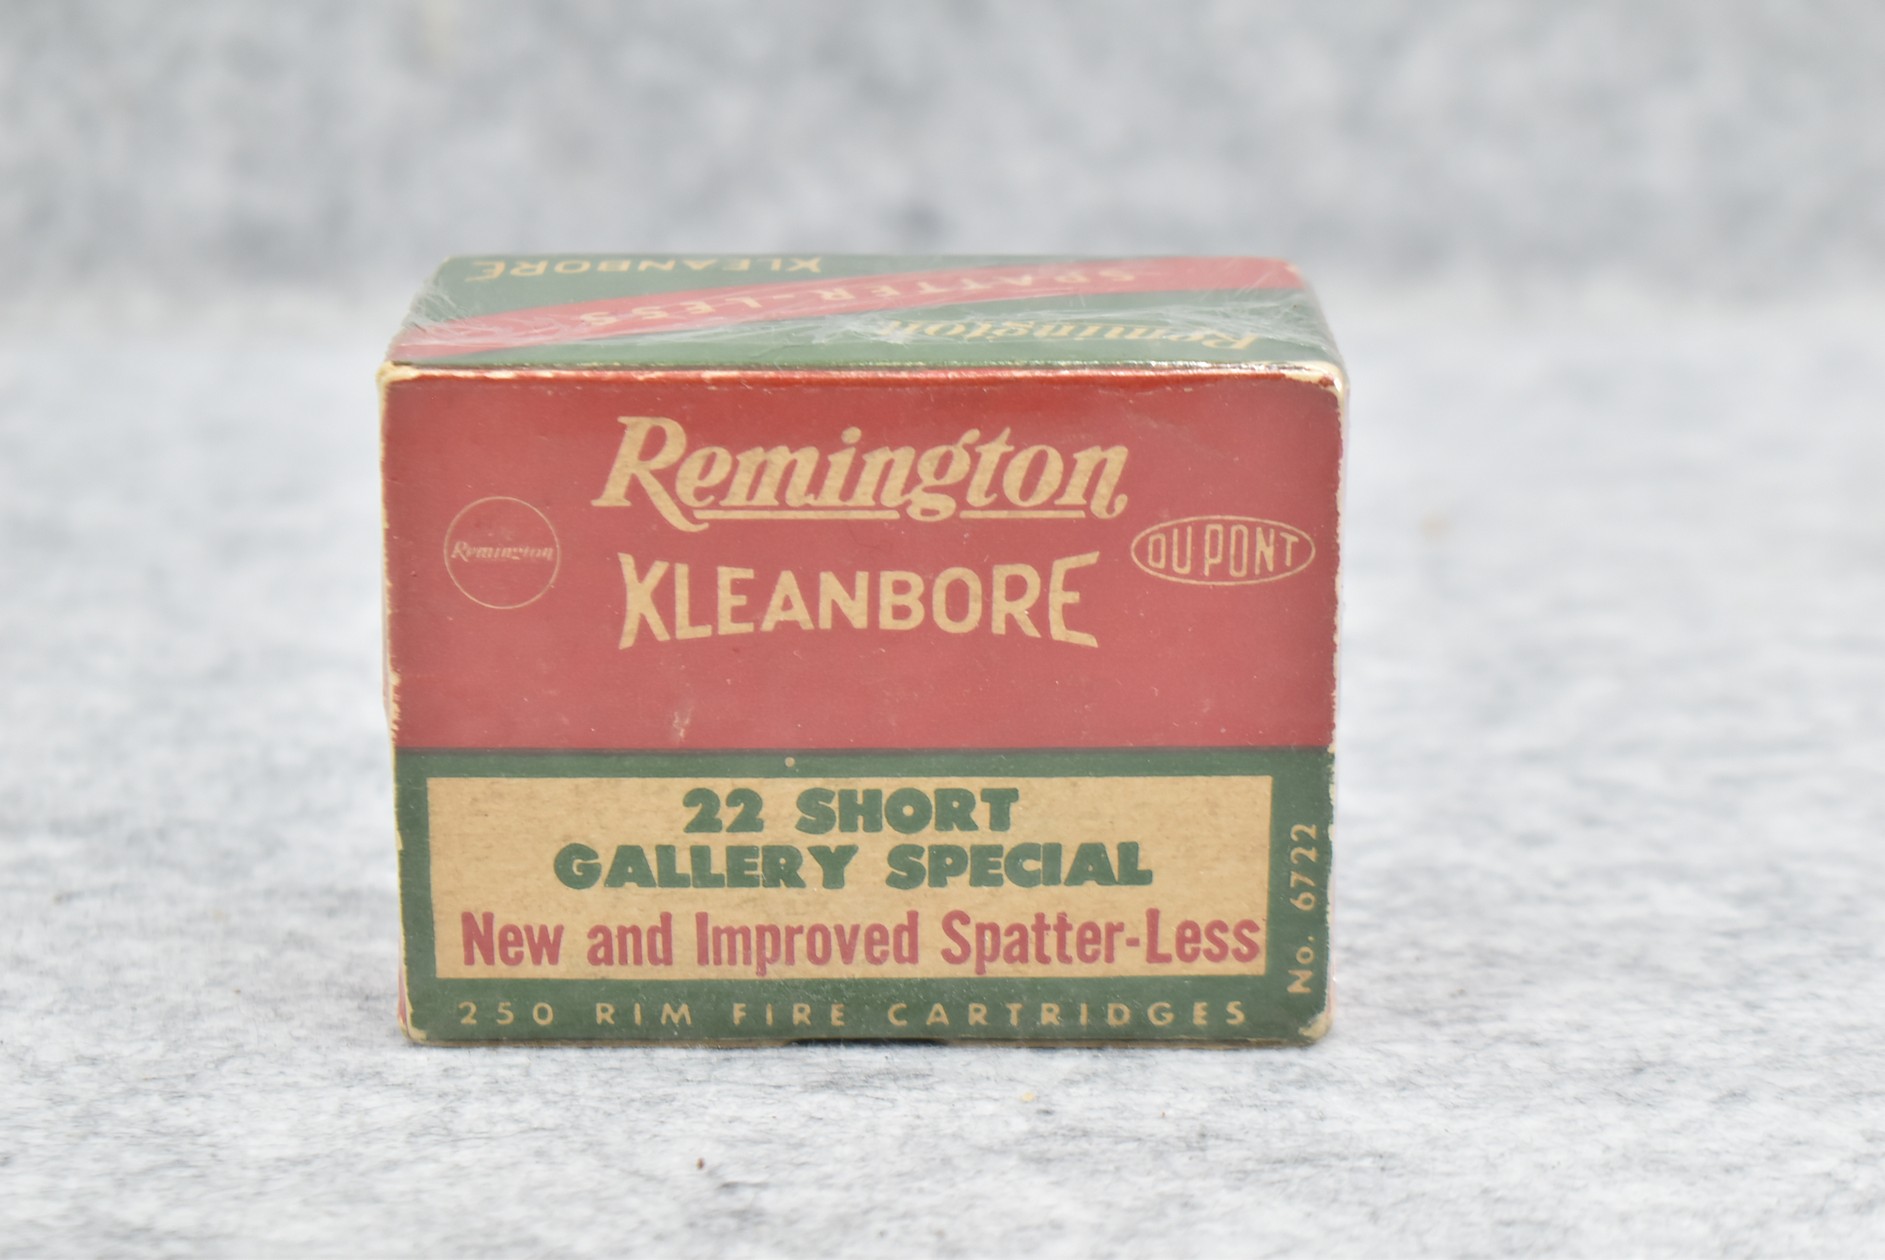 KLEANBORE
SPATTER-LESS
Remington
Remington
KLEANBORE
Remington
DU PONT
22 SHORT
GALLERY SPECIAL
New and Improved Spatter-Less
250 RIM FIRE CARTRIDGES
No. 6722